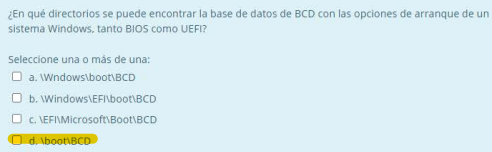 ¿En qué directorios se puede encontrar la base de datos de BCD con las opciones de arranque de un
sistema Windows, tanto BIOS como UEFI?
Seleccione una o más de una:
a. \Wndows\boot\BCD
b. \Windows\EFI\boot\BCD
c. \EFI\Microsoft\Boot\BCD
d. \boot\BCD